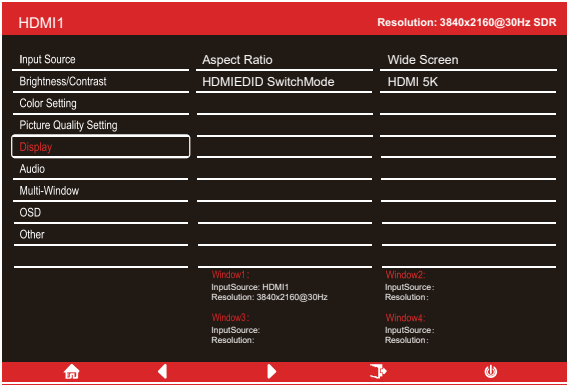 HDMI1 Resolution: 3840x2160@30Hz SDR
Input Source Aspect Ratio Wide Screen
Brightness/Contrast HDMIEDID SwitchMode HDMI 5K
Color Setting
Picture Quality Setting
Display
Audio
Multi-Window
OSD
Other
Window1: Window2:
InputSource: HDMI1 InputSource:
Resolution: 3840x2160@30Hz Resolution:
Window3: Window4:
InputSource: InputSource:
Resolution: Resolution: